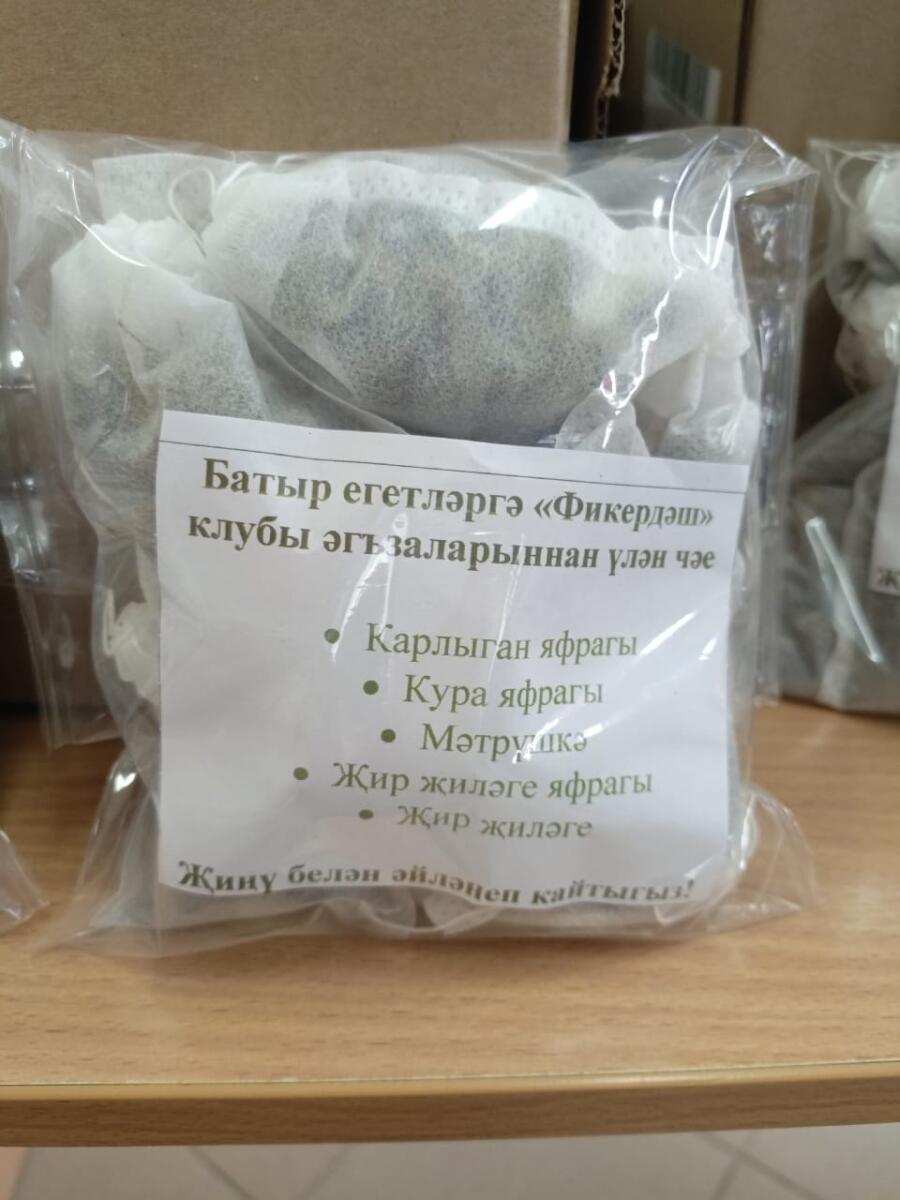 Батыр егетләргә «Фикердәш»
клубы әгъзаларыннан үлән чәе
• Карлыган яфрагы
• Кура яфрагы
• Мәтрүшкә
• Җир җиләге яфрагы
• Җир җиләге
Җиңү белән әйләнеп кайтыгыз!